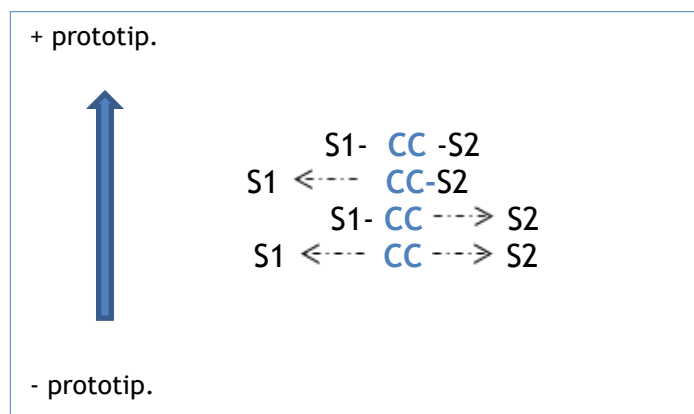 + prototip.
S1- CC -S2
S1 CC-S2
S1- CC S2
S1 CC S2
- prototip.